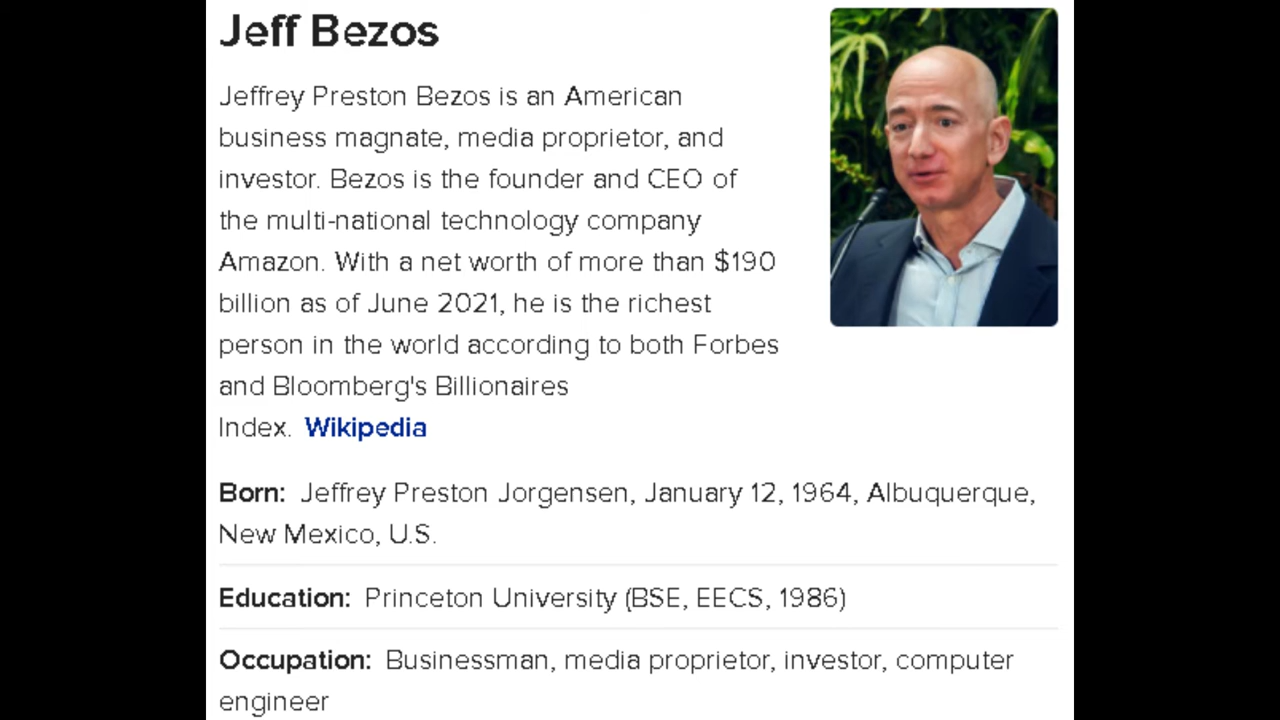 Jeff Bezos
Jeffrey Preston Bezos is an American
business magnate, media proprietor, and
investor. Bezos is the founder and CEO of
the multi-national technology company
Amazon. With a net worth of more than $190
billion as of June 2021, he is the richest
person in the world according to both Forbes
and Bloomberg's Billionaires
Index. Wikipedia
Born: Jeffrey Preston Jorgensen, January 12, 1964, Albuquerque,
New Mexico, U.S.
Education: Princeton University (BSE, EECS, 1986)
Occupation: Businessman, media proprietor, investor, computer
engineer